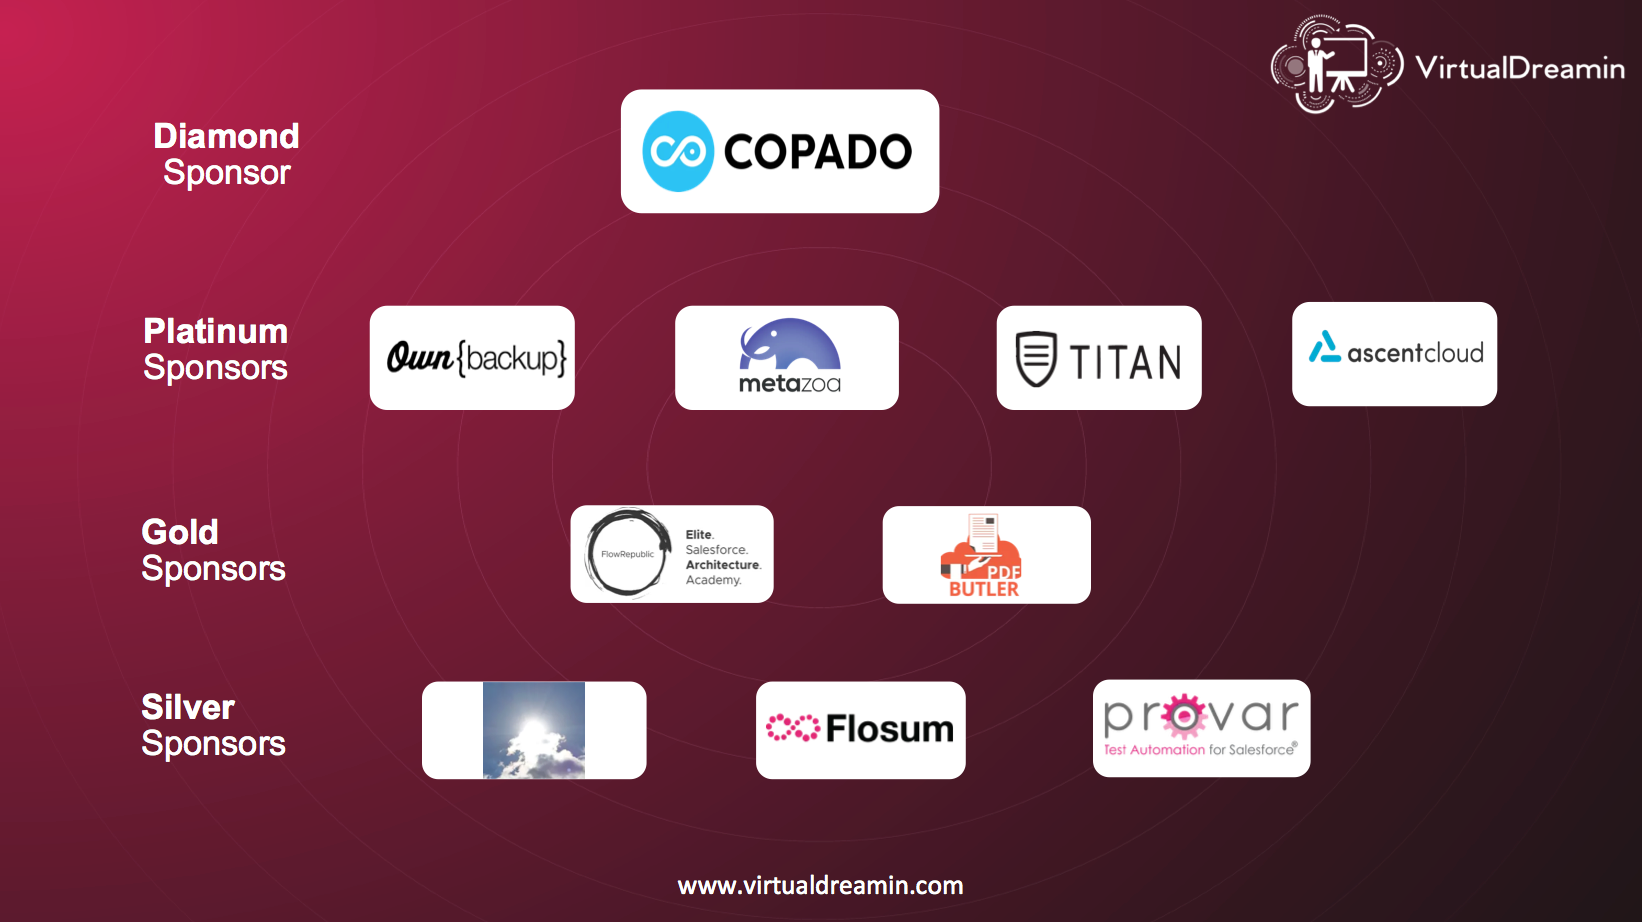 VirtualDreamin
Diamond
Sponsor
COPADO
Platinum
Sponsors
Own{backup}
metazoa
TITAN
ascentcloud
Gold
Sponsors
FlowRepublic
Elite.
Salesforce.
Architecture.
Academy.
PDF
BUTLER
Silver
Sponsors
Flosum
provar
Test Automation for Salesforce®
www.virtualdreamin.com